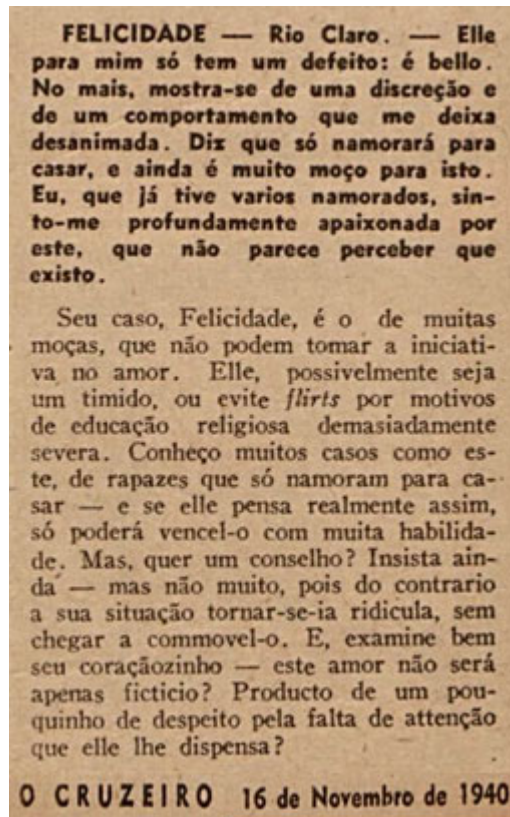 FELICIDADE — Rio Claro. — Elle
para mim só tem um defeito: é bello.
No mais, mostra-se de uma discreção e
de um comportamento que me deixa
desanimada. Diz que só namorará para
casar, e ainda é muito moço para isto.
Eu, que já tive varios namorados, sin-
to-me profundamente apaixonada por
este, que não parece perceber que
existo.
Seu caso, Felicidade, é o de muitas
moças, que não podem tomar a iniciati-
va no amor. Elle, possivelmente seja
um timido, ou evite flirts por motivos
de educação religiosa demasiadamente
severa. Conheço muitos casos como es-
te, de rapazes que só namoram para ca-
sar — e se elle pensa realmente assim,
só poderá vencel-o com muita habilida-
de. Mas, quer um conselho? Insista ain-
da — mas não muito, pois do contrario
a sua situação tornar-se-ia ridicula, sem
chegar a commovel-o. E, examine bem
seu coraçãozinho — este amor não será
apenas ficticio? Producto de um pou-
quinho de despeito pela falta de attenção
que elle lhe dispensa?
O CRUZEIRO 16 de Novembro de 1940